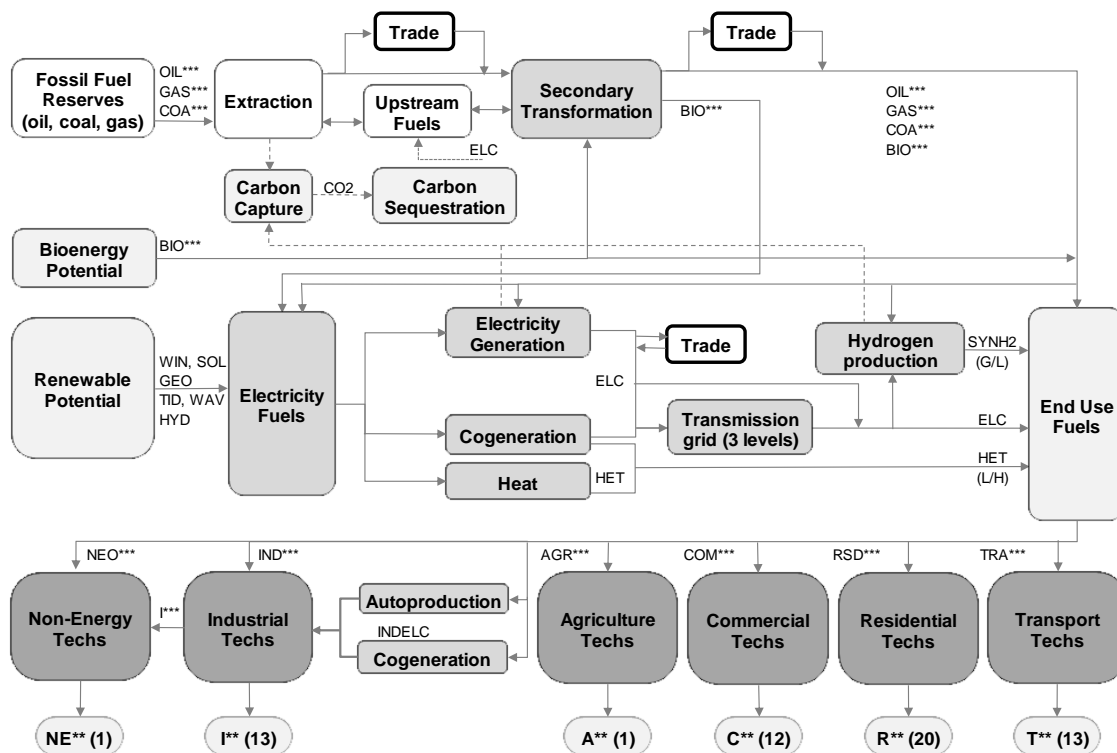 Trade
Trade
Fossil Fuel
Reserves
(oil, coal, gas)
OIL***
GAS***
COA***
Extraction
Upstream
Fuels
ELC
Secondary
Transformation
BIO***
OIL***
GAS***
COA***
BIO***
Carbon
Capture
CO2
Carbon
Sequestration
Bioenergy
Potential
BIO***
Renewable
Potential
WIN, SOL
GEO
TID, WAV
HYD
Electricity
Fuels
Electricity
Generation
Trade
Hydrogen
production
SYNH2
(G/L)
ELC
Cogeneration
Transmission
grid (3 levels)
ELC
Heat
HET
HET
(L/H)
End Use
Fuels
NEO***
IND***
AGR***
COM***
RSD***
TRA***
Non-Energy
Techs
I***
Industrial
Techs
Autoproduction
INDELC
Cogeneration
Agriculture
Techs
Commercial
Techs
Residential
Techs
Transport
Techs
NE** (1)
I** (13)
A** (1)
C** (12)
R** (20)
T** (13)